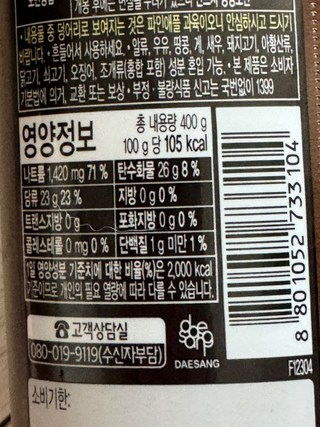 내용물 중 덩어리로 보여지는 것은 파인애플 과육이오니 안심하시고 드시기
바랍니다. • 흔들어서 사용하세요. • 알류, 우유, 땅콩, 게, 새우, 돼지고기, 아황산류,
닭고기, 쇠고기, 오징어, 조개류(홍합 포함) 성분 혼입 가능. • 본 제품은 소비자
기본법에 의거, 교환 또는 보상 • 부정·불량식품 신고는 국번없이 1399
영양정보
총 내용량 400 g
100 g 당 105 kcal
나트륨 1,420 mg 71 % 탄수화물 26 g 8 %
당류 23 g 23 % 지방 0 g 0 %
트랜스지방 0 g 포화지방 0 g 0 %
콜레스테롤 0 mg 0 % 단백질 1 g 미만 1 %
1일 영양성분 기준치에 대한 비율(%)은 2,000 kcal
기준이므로 개인의 필요 열량에 따라 다를 수 있습니다.
8 801052 733104
☎고객상담실
080-019-9119(수신자부담)
DAESANG
F12304
소비기한: